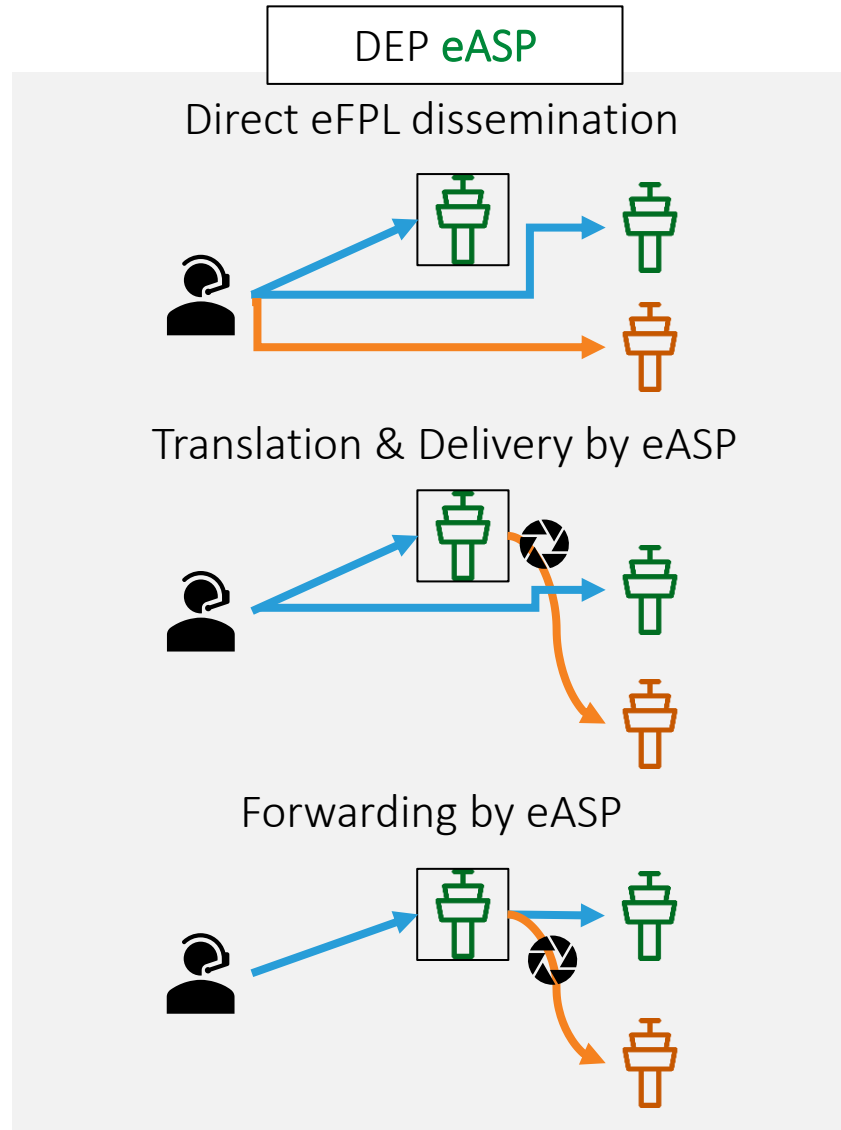 DEP eASP
Direct eFPL dissemination
Translation & Delivery by eASP
Forwarding by eASP